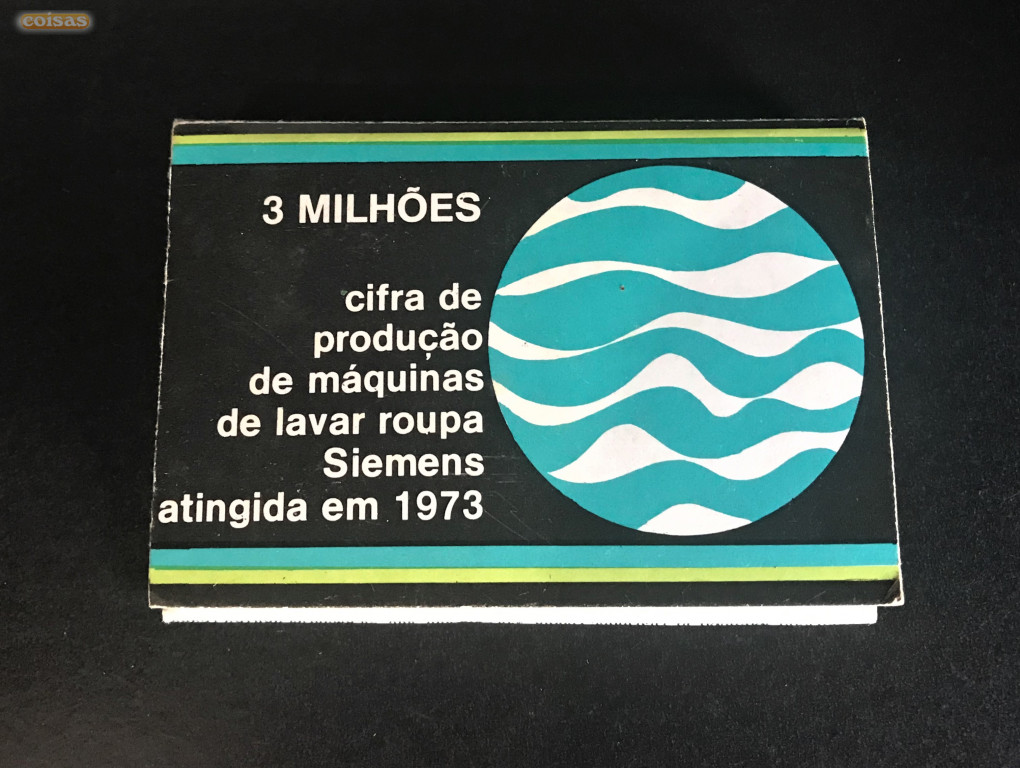 coisas
3 MILHÕES
cifra de
produção
de máquinas
de lavar roupa
Siemens
atingida em 1973